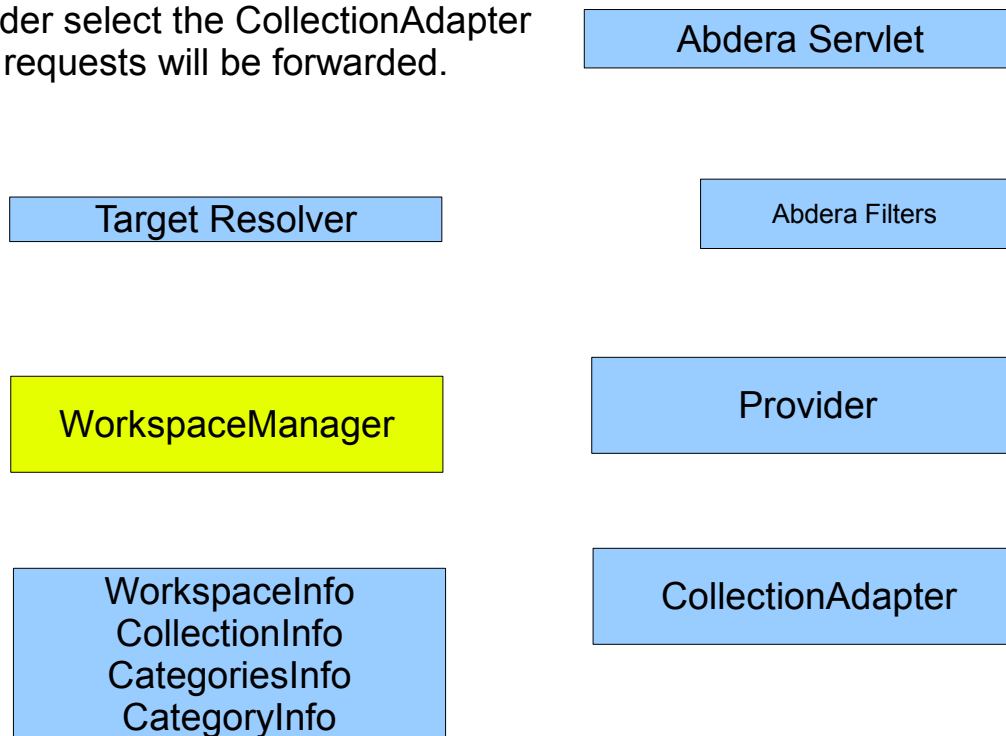 der select the CollectionAdapter
requests will be forwarded.
Abdera Servlet
Target Resolver
Abdera Filters
WorkspaceManager
Provider
WorkspaceInfo
CollectionInfo
CategoriesInfo
CategoryInfo
CollectionAdapter